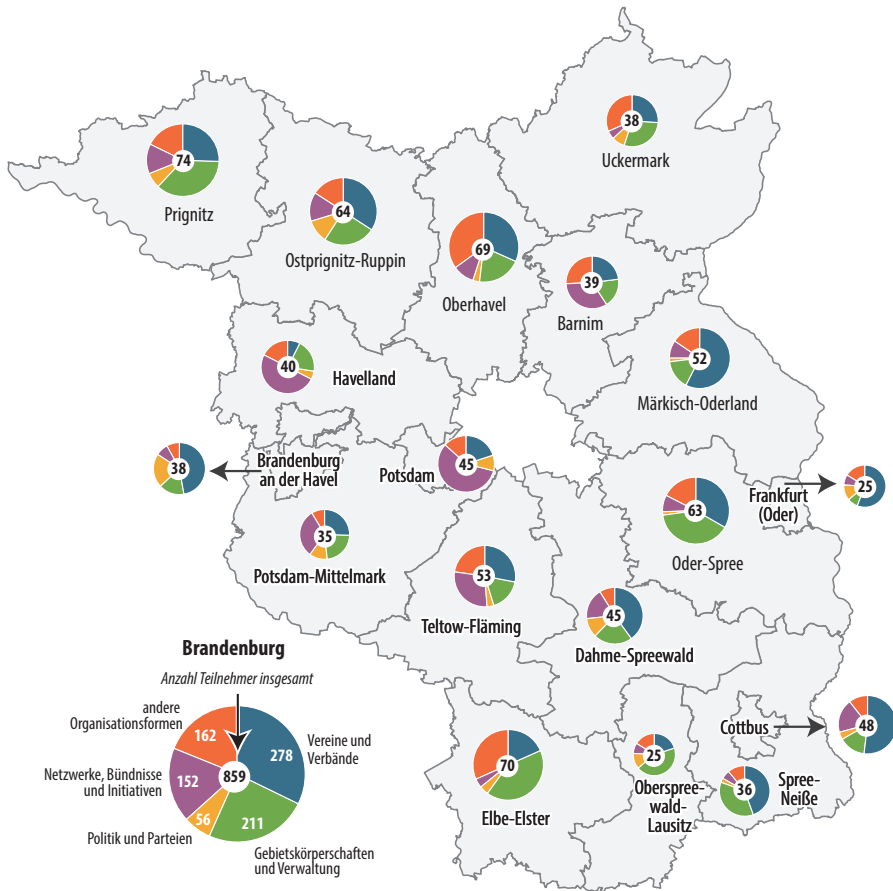 38
Uckermark
74
Prignitz
64
Ostprignitz-Ruppin
69
Oberhavel
39
Barnim
52
Märkisch-Oderland
40
Havelland
38
Brandenburg
an der Havel
Potsdam
45
Frankfurt
(Oder)
25
63
Oder-Spree
35
Potsdam-Mittelmark
53
Teltow-Fläming
45
Dahme-Spreewald
Cottbus
48
70
Elbe-Elster
25
Oberspree-
wald-
Lausitz
36
Spree-
Neiße
Brandenburg
Anzahl Teilnehmer insgesamt
andere
Organisationsformen
162
278
Vereine und
Verbände
Netzwerke, Bündnisse
und Initiativen
152
859
56
211
Politik und Parteien
Gebietskörperschaften
und Verwaltung